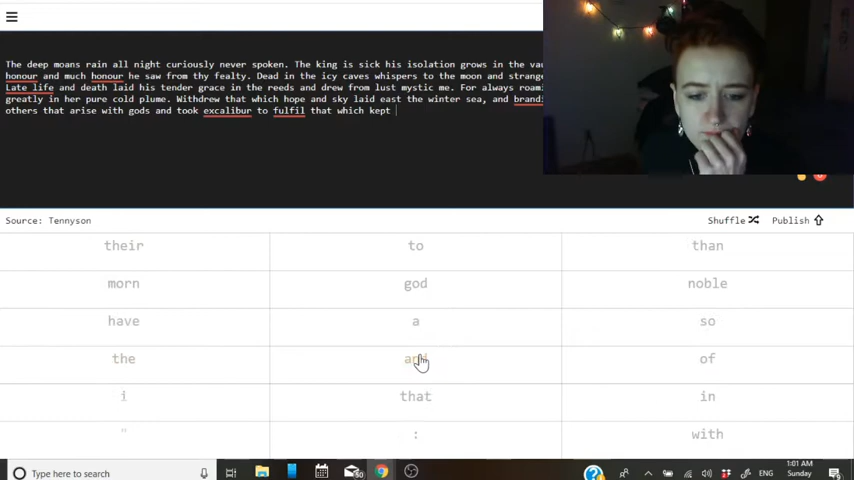 The deep moans rain all night curiously never spoken. The king is sick his isolation grows in the
honour and much honour he saw from thy fealty. Dead in the icy caves whispers to the moon and
Late life and death laid his tender grace in the reeds and drew from lust mystic me. For always
greatly in her pure cold plume. Withdrew that which hope and sky laid east the winter sea, and
others that arise with gods and took excalibur to fulfil that which kept
Source: Tennyson
Shuffle
Publish
their to than
morn god noble
have a so
the and of
i that in
" : with
Type here to search
ENG
1:01 AM
Sunday